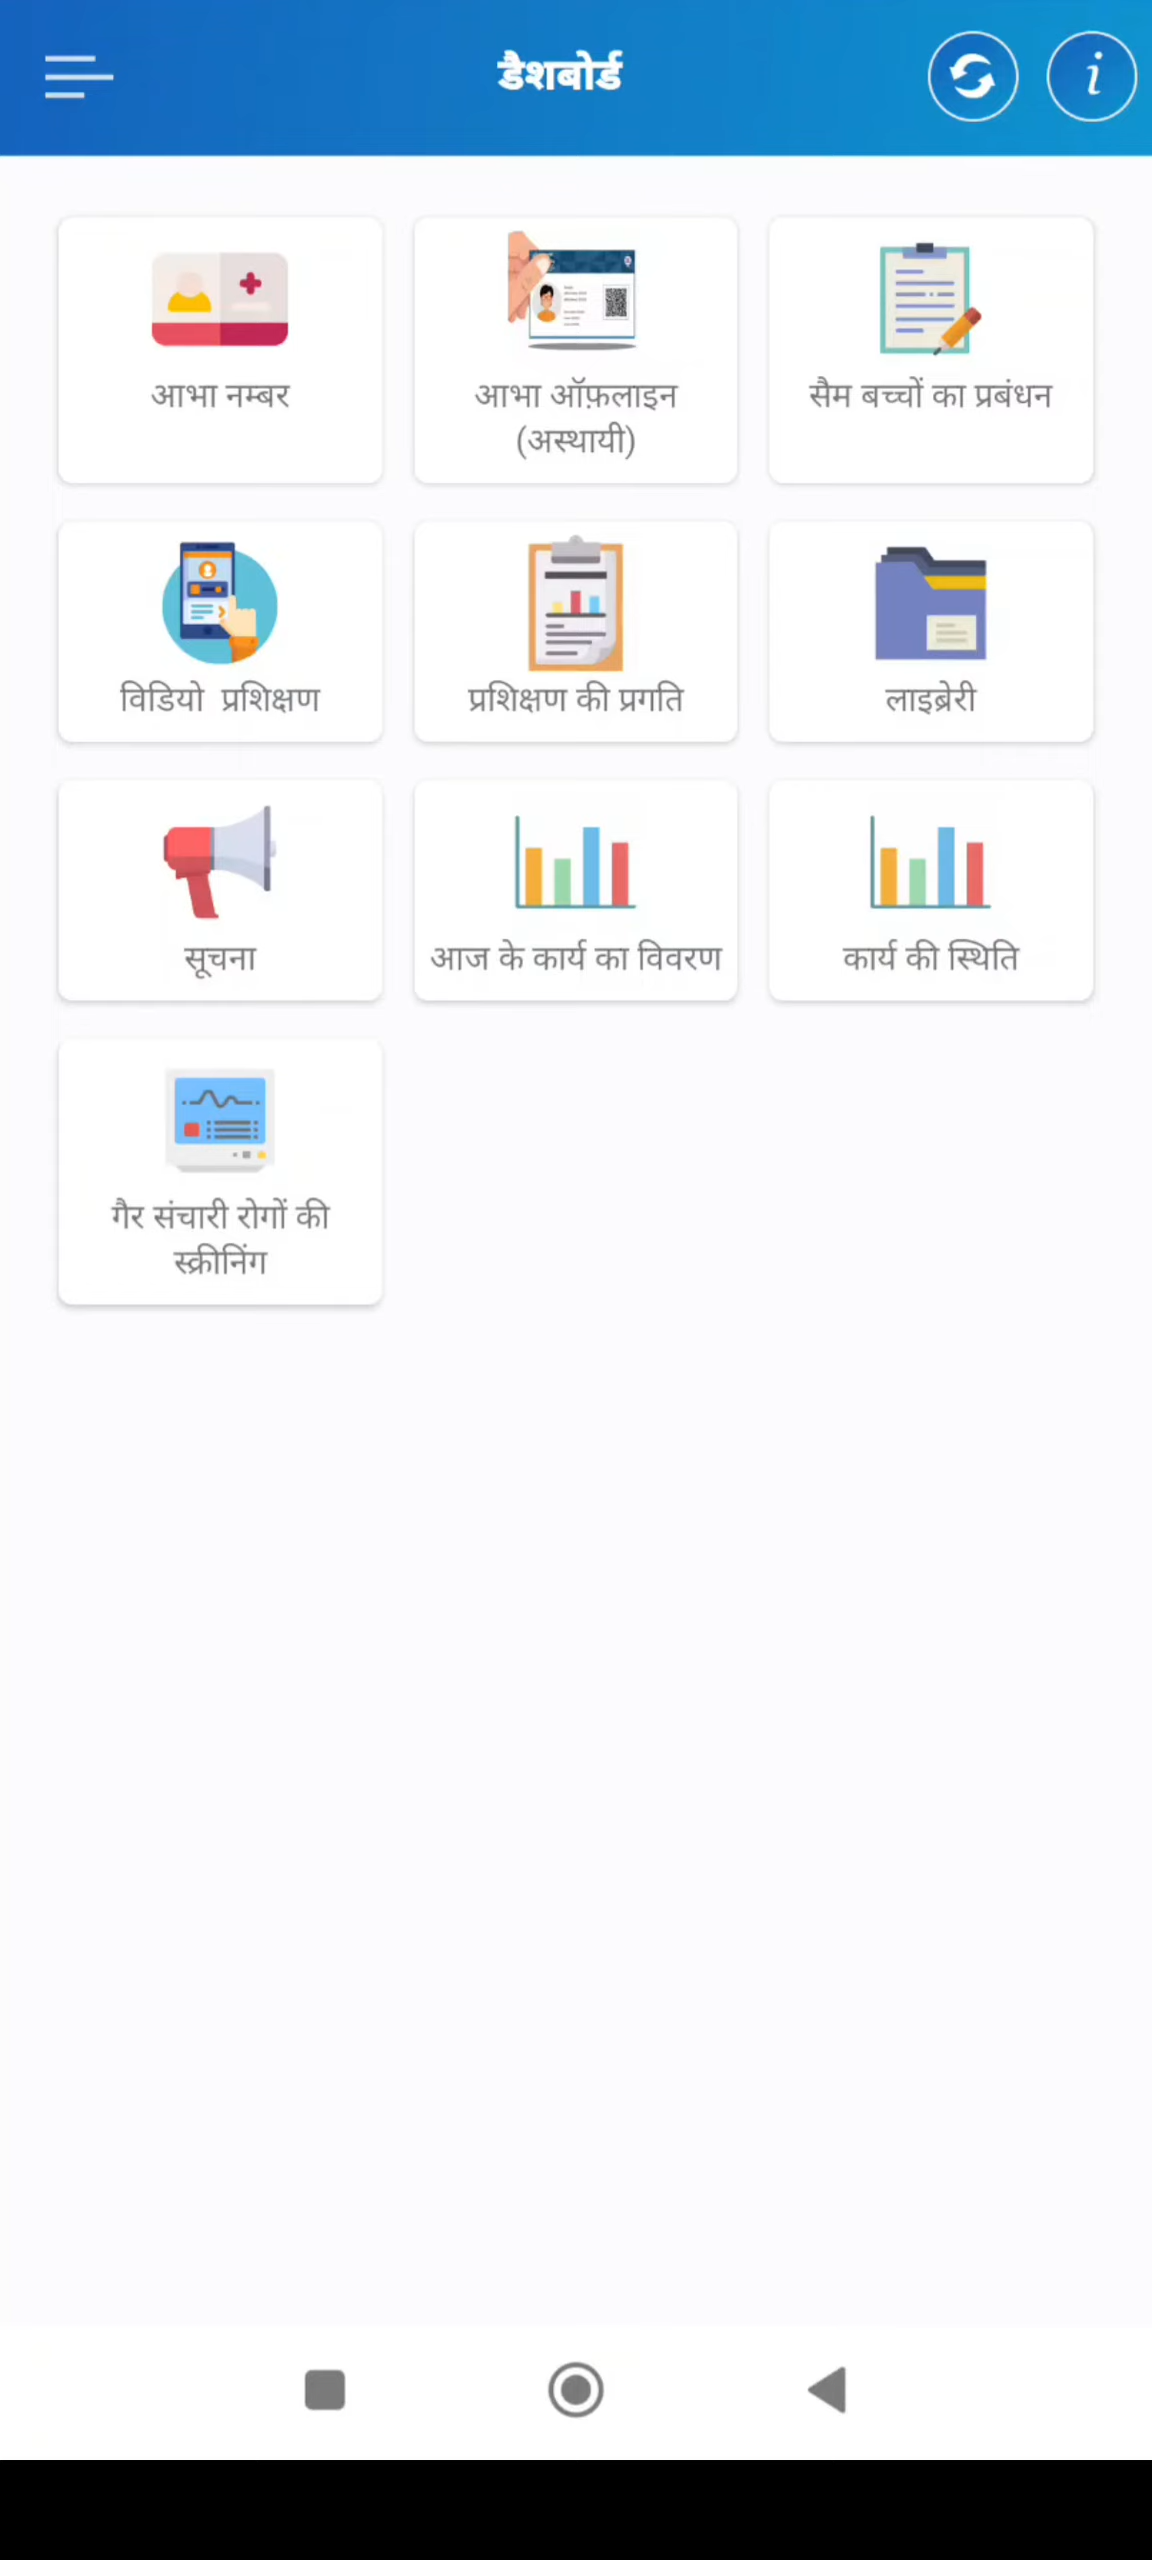 डैशबोर्ड
i
आभा नम्बर
आभा ऑफ़लाइन
(अस्थायी)
सैम बच्चों का प्रबंधन
विडियो प्रशिक्षण
प्रशिक्षण की प्रगति
लाइब्रेरी
सूचना
आज के कार्य का विवरण
कार्य की स्थिति
गैर संचारी रोगों की
स्क्रीनिंग